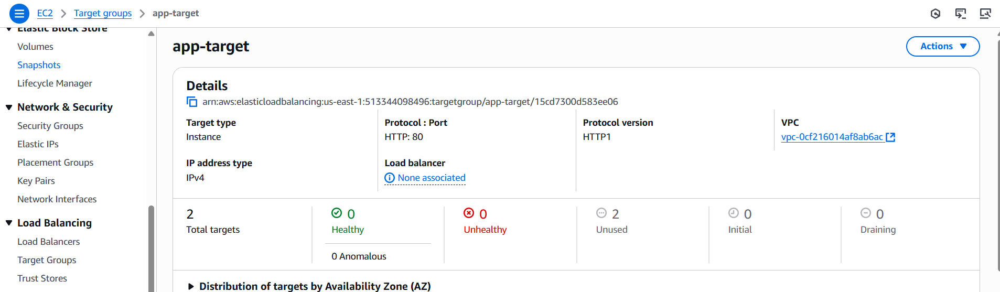 EC2 > Target groups > app-target
Elastic Block Store
Volumes
Snapshots
Lifecycle Manager
Network & Security
Security Groups
Elastic IPs
Placement Groups
Key Pairs
Network Interfaces
Load Balancing
Load Balancers
Target Groups
Trust Stores
app-target
Actions
Details
arn:aws:elasticloadbalancing:us-east-1:513344098496:targetgroup/app-target/15cd7300d583ee06
Target type
Instance
Protocol : Port
HTTP: 80
Protocol version
HTTP1
VPC
vpc-0cf216014af8ab6ac
IP address type
IPv4
Load balancer
None associated
2
Total targets
0
Healthy
0 Anomalous
0
Unhealthy
2
Unused
0
Initial
0
Draining
Distribution of targets by Availability Zone (AZ)